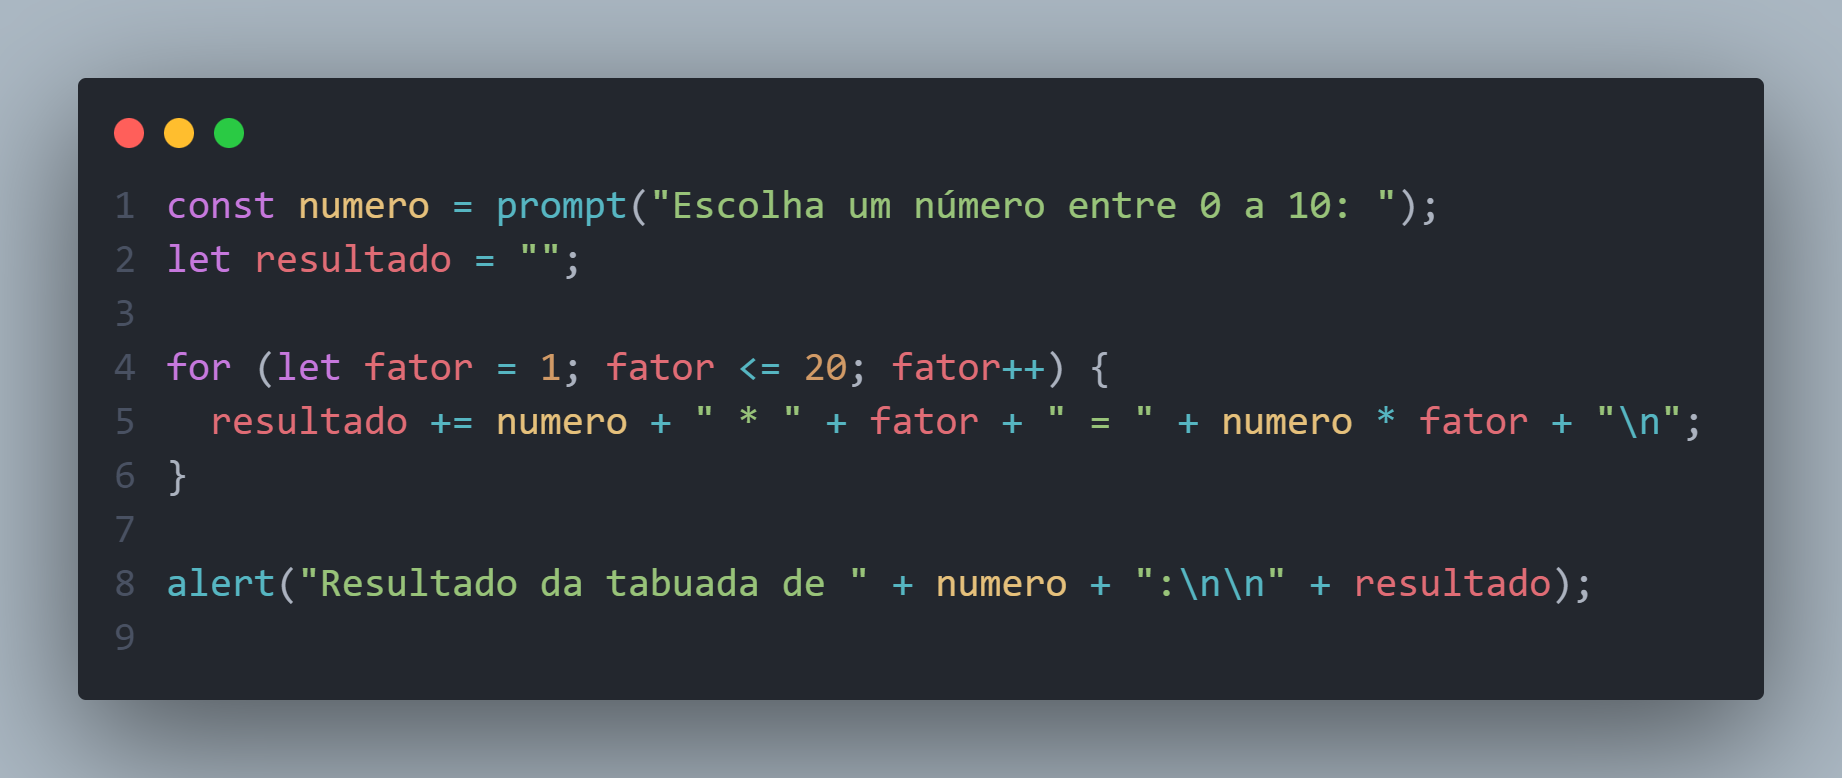 1 const numero = prompt("Escolha um número entre 0 a 10: ");
2 let resultado = "";
3
4 for (let fator = 1; fator <= 20; fator++) {
5   resultado += numero + " * " + fator + " = " + numero * fator + "\n";
6 }
7
8 alert("Resultado da tabuada de " + numero + ":\n\n" + resultado);
9